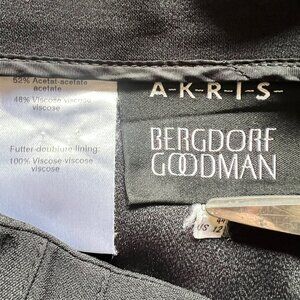 52% Acetat-acetate
acetate
48% Viscose-viscose
viscose
Futter-doublure-lining:
100% Viscose-viscose
viscose
A-K-R-I-S-
BERGDORF
GOODMAN
US 12